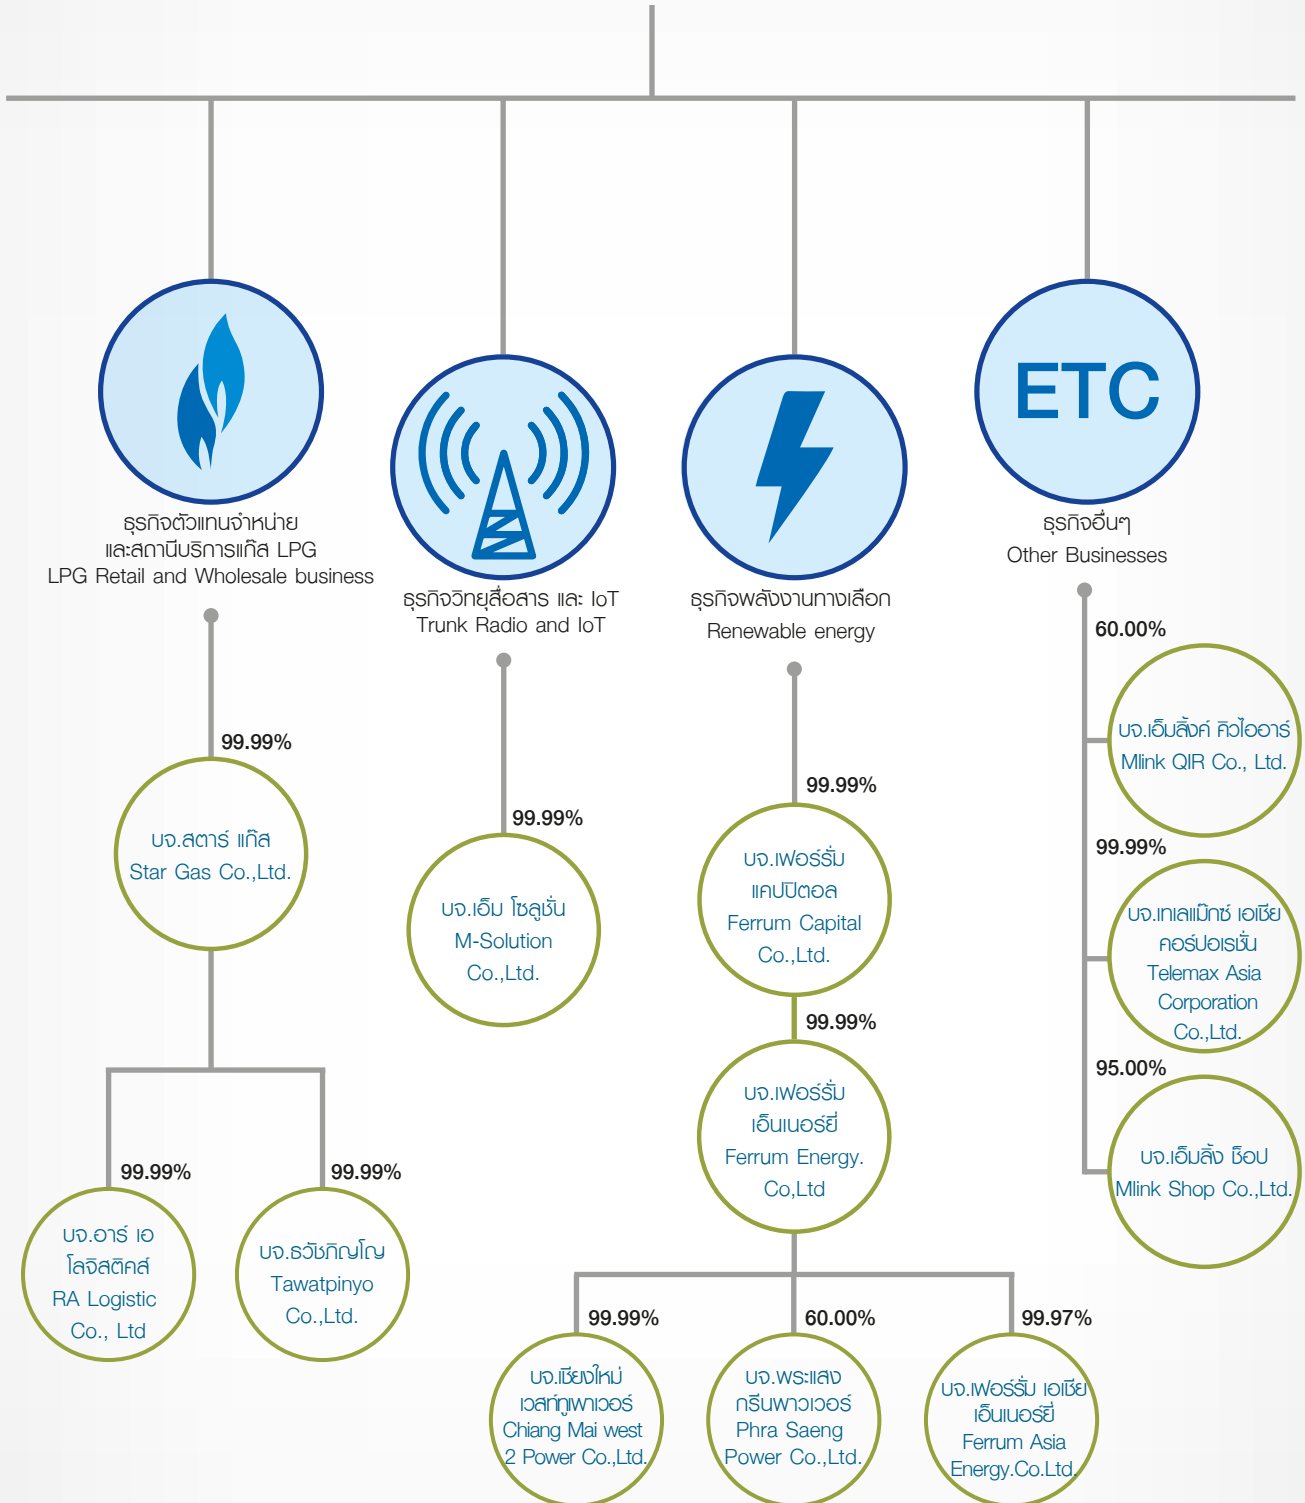 ธุรกิจตัวแทนจำหน่าย
และสถานีบริการแก๊ส LPG
LPG Retail and Wholesale business
99.99%
บจ.สตาร์ แก๊ส
Star Gas Co.,Ltd.
99.99%
บจ.อาร์ เอ
โลจิสติคส์
RA Logistic
Co., Ltd
99.99%
บจ.ธวัชภิญโญ
Tawatpinyo
Co.,Ltd.
ธุรกิจวิทยุสื่อสาร และ IoT
Trunk Radio and IoT
99.99%
บจ.เอ็ม โซลูชั่น
M-Solution
Co.,Ltd.
ธุรกิจพลังงานทางเลือก
Renewable energy
99.99%
บจ.เฟอร์รั่ม
แคปปิตอล
Ferrum Capital
Co.,Ltd.
99.99%
บจ.เฟอร์รั่ม
เอ็นเนอร์ยี่
Ferrum Energy.
Co,Ltd
99.99%
บจ.เชียงใหม่
เวสท์ทูเพาเวอร์
Chiang Mai west
2 Power Co.,Ltd.
60.00%
บจ.พระแสง
กรีนพาวเวอร์
Phra Saeng
Power Co.,Ltd.
99.97%
บจ.เฟอร์รั่ม เอเชีย
เอ็นเนอร์ยี่
Ferrum Asia
Energy.Co.Ltd.
ETC
ธุรกิจอื่นๆ
Other Businesses
60.00%
บจ.เอ็มลิ้งค์ คิวไออาร์
Mlink QIR Co., Ltd.
99.99%
บจ.เทเลแม๊กซ์ เอเชีย
คอร์ปอเรชั่น
Telemax Asia
Corporation
Co.,Ltd.
95.00%
บจ.เอ็มลิ้ง ช็อป
Mlink Shop Co.,Ltd.